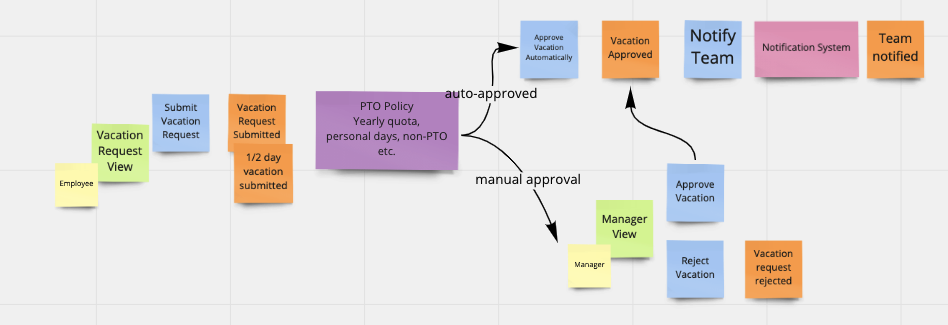 Employee
Vacation
Request
View
Submit
Vacation
Request
Vacation
Request
Submitted
1/2 day
vacation
submitted
PTO Policy
Yearly quota,
personal days, non-PTO
etc.
auto-approved
manual approval
Approve
Vacation
Automatically
Vacation
Approved
Notify
Team
Notification System
Team
notified
Manager
Manager
View
Approve
Vacation
Reject
Vacation
Vacation
request
rejected